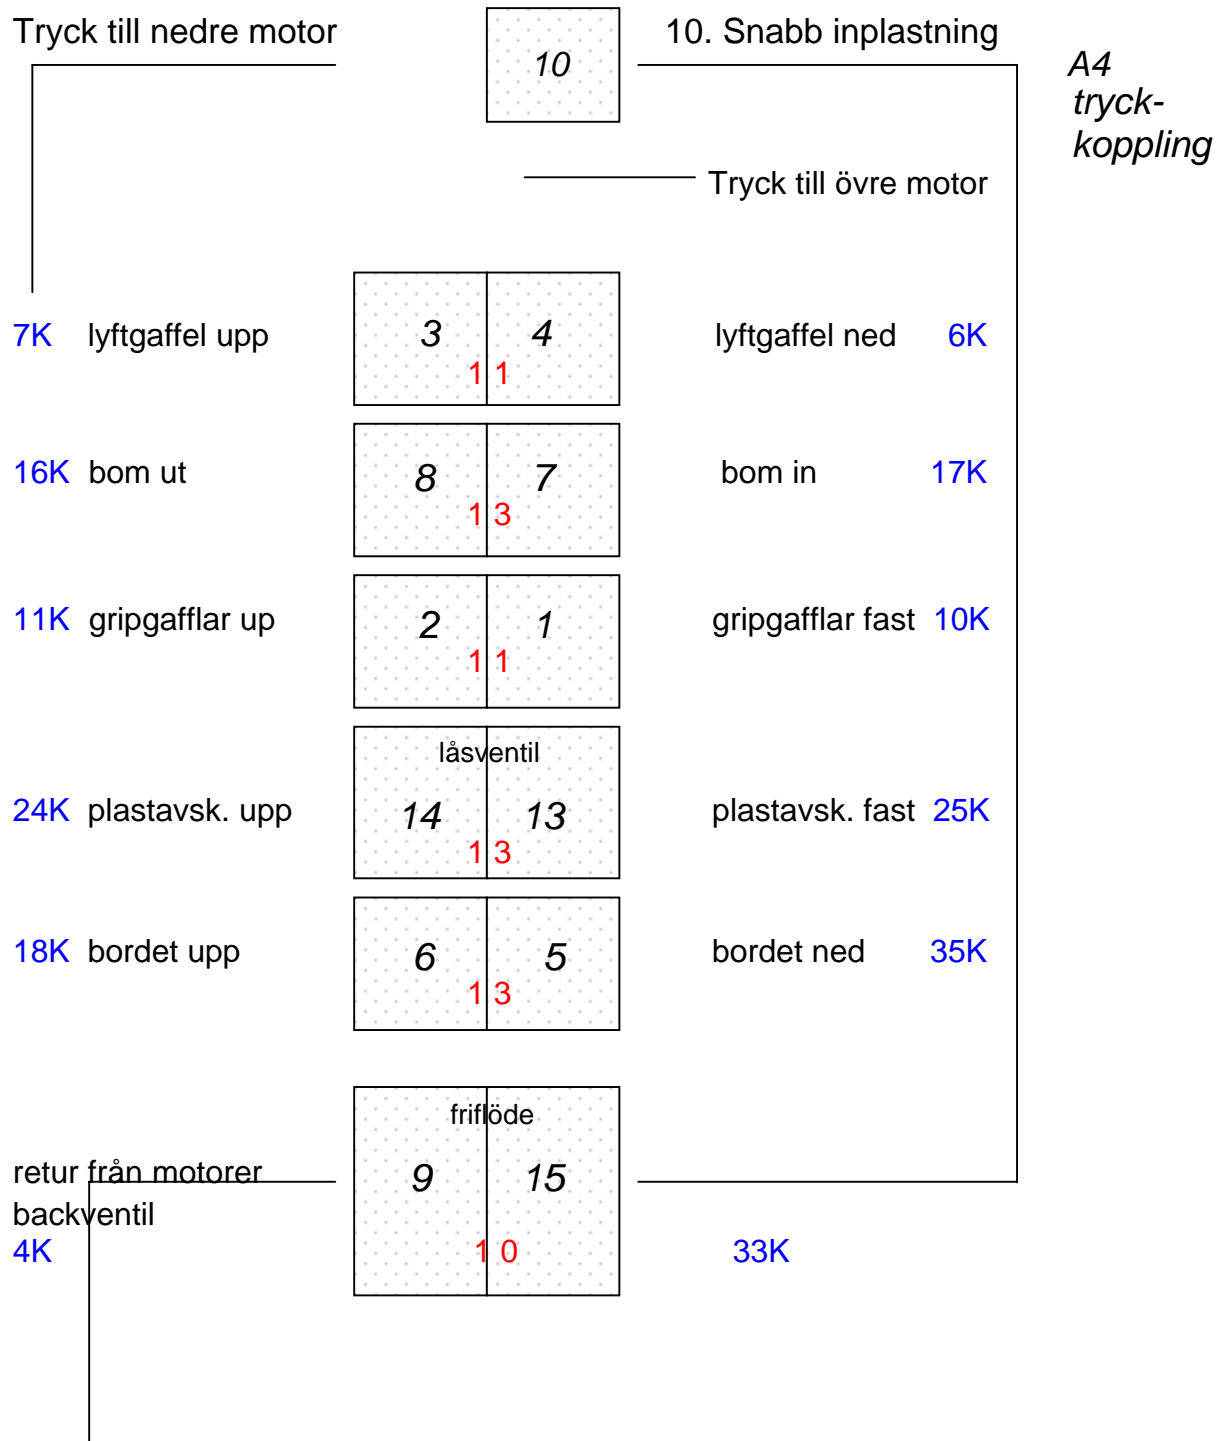 Tryck till nedre motor
10
10. Snabb inplastning
A4
tryck-
koppling
Tryck till övre motor
7K lyftgaffel upp 3 4 lyftgaffel ned 6K
1 1
16K bom ut 8 7 bom in 17K
1 3
11K gripgafflar up 2 1 gripgafflar fast 10K
1 1
låsventil
24K plastavsk. upp 14 13 plastavsk. fast 25K
1 3
18K bordet upp 6 5 bordet ned 35K
1 3
friflöde
retur från motorer 9 15
backventil
4K 1 0 33K